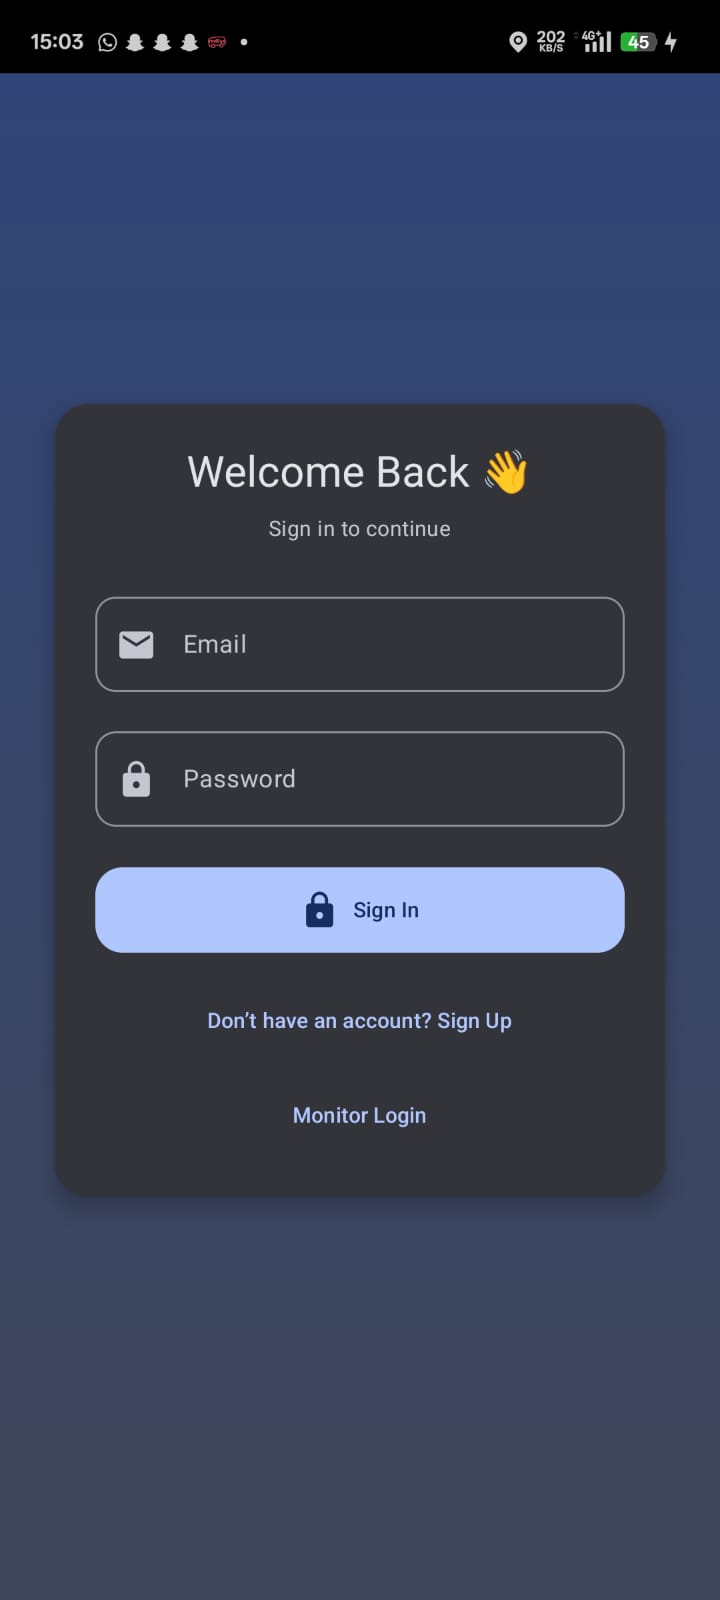 15:03 202 KB/S 4G+ 45
Welcome Back 👋
Sign in to continue
Email
Password
Sign In
Don’t have an account? Sign Up
Monitor Login